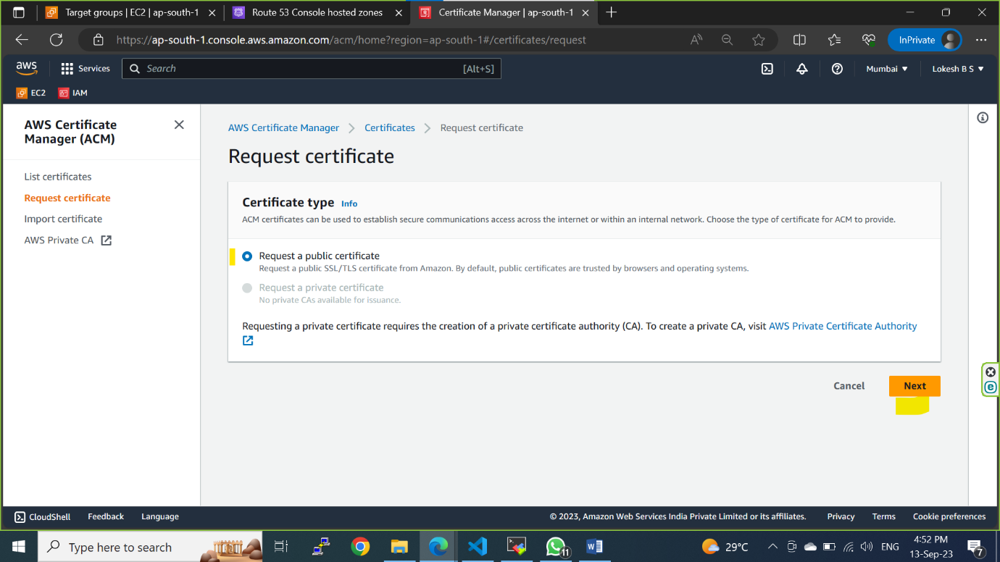 Target groups | EC2 | ap-south-1
Route 53 Console hosted zones
Certificate Manager | ap-south-1
https://ap-south-1.console.aws.amazon.com/acm/home?region=ap-south-1#/certificates/request
InPrivate
aws
Services
Search
[Alt+S]
Mumbai
Lokesh B S
EC2
IAM
AWS Certificate
Manager (ACM)
List certificates
Request certificate
Import certificate
AWS Private CA
AWS Certificate Manager
Certificates
Request certificate
Request certificate
Certificate type
Info
ACM certificates can be used to establish secure communications access across the internet or within an internal network. Choose the type of certificate for ACM to provide.
Request a public certificate
Request a public SSL/TLS certificate from Amazon. By default, public certificates are trusted by browsers and operating systems.
Request a private certificate
No private CAs available for issuance.
Requesting a private certificate requires the creation of a private certificate authority (CA). To create a private CA, visit AWS Private Certificate Authority
Cancel
Next
CloudShell
Feedback
Language
© 2023, Amazon Web Services India Private Limited or its affiliates.
Privacy
Terms
Cookie preferences
Type here to search
11
29°C
ENG
4:52 PM
13-Sep-23
7